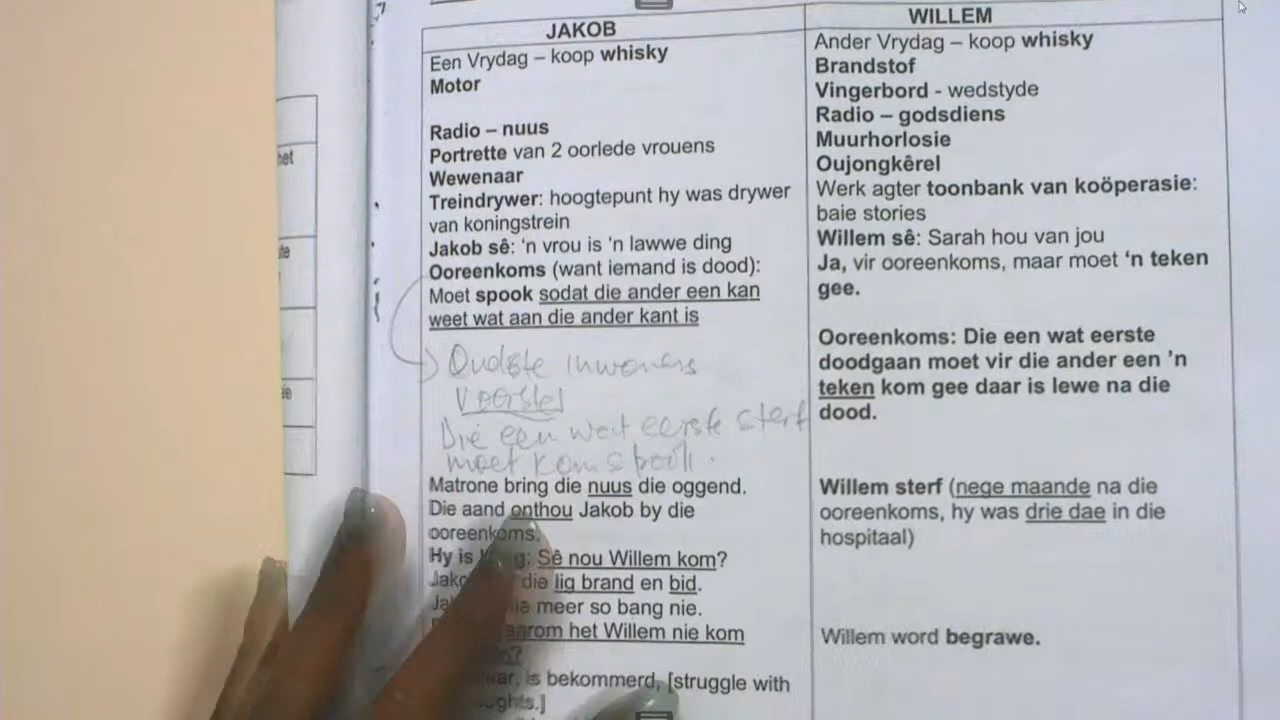 JAKOB
Een Vrydag – koop whisky
Motor
Radio – nuus
Portrette van 2 oorlede vrouens
Wewenaar
Treindrywer: hoogtepunt hy was drywer
van koningstrein
Jakob sê: ‘n vrou is ‘n lawwe ding
Ooreenkoms (want iemand is dood):
Moet spook sodat die ander een kan
weet wat aan die ander kant is
Oudste inwoners
Voorstel
Die een wat eerste sterf
moet kom spook.
Matrone bring die nuus die oggend.
Die aand onthou Jakob by die
ooreenkoms.
Hy is Sê nou Willem kom?
die lig brand en bid.
meer so bang nie.
het Willem nie kom
is bekommerd, [struggle with
WILLEM
Ander Vrydag – koop whisky
Brandstof
Vingerbord - wedstyde
Radio – godsdiens
Muurhorlosie
Oujongkêrel
Werk agter toonbank van koöperasie:
baie stories
Willem sê: Sarah hou van jou
Ja, vir ooreenkoms, maar moet ‘n teken
gee.
Ooreenkoms: Die een wat eerste
doodgaan moet vir die ander een ’n
teken kom gee daar is lewe na die
dood.
Willem sterf (nege maande na die
ooreenkoms, hy was drie dae in die
hospitaal)
Willem word begrawe.